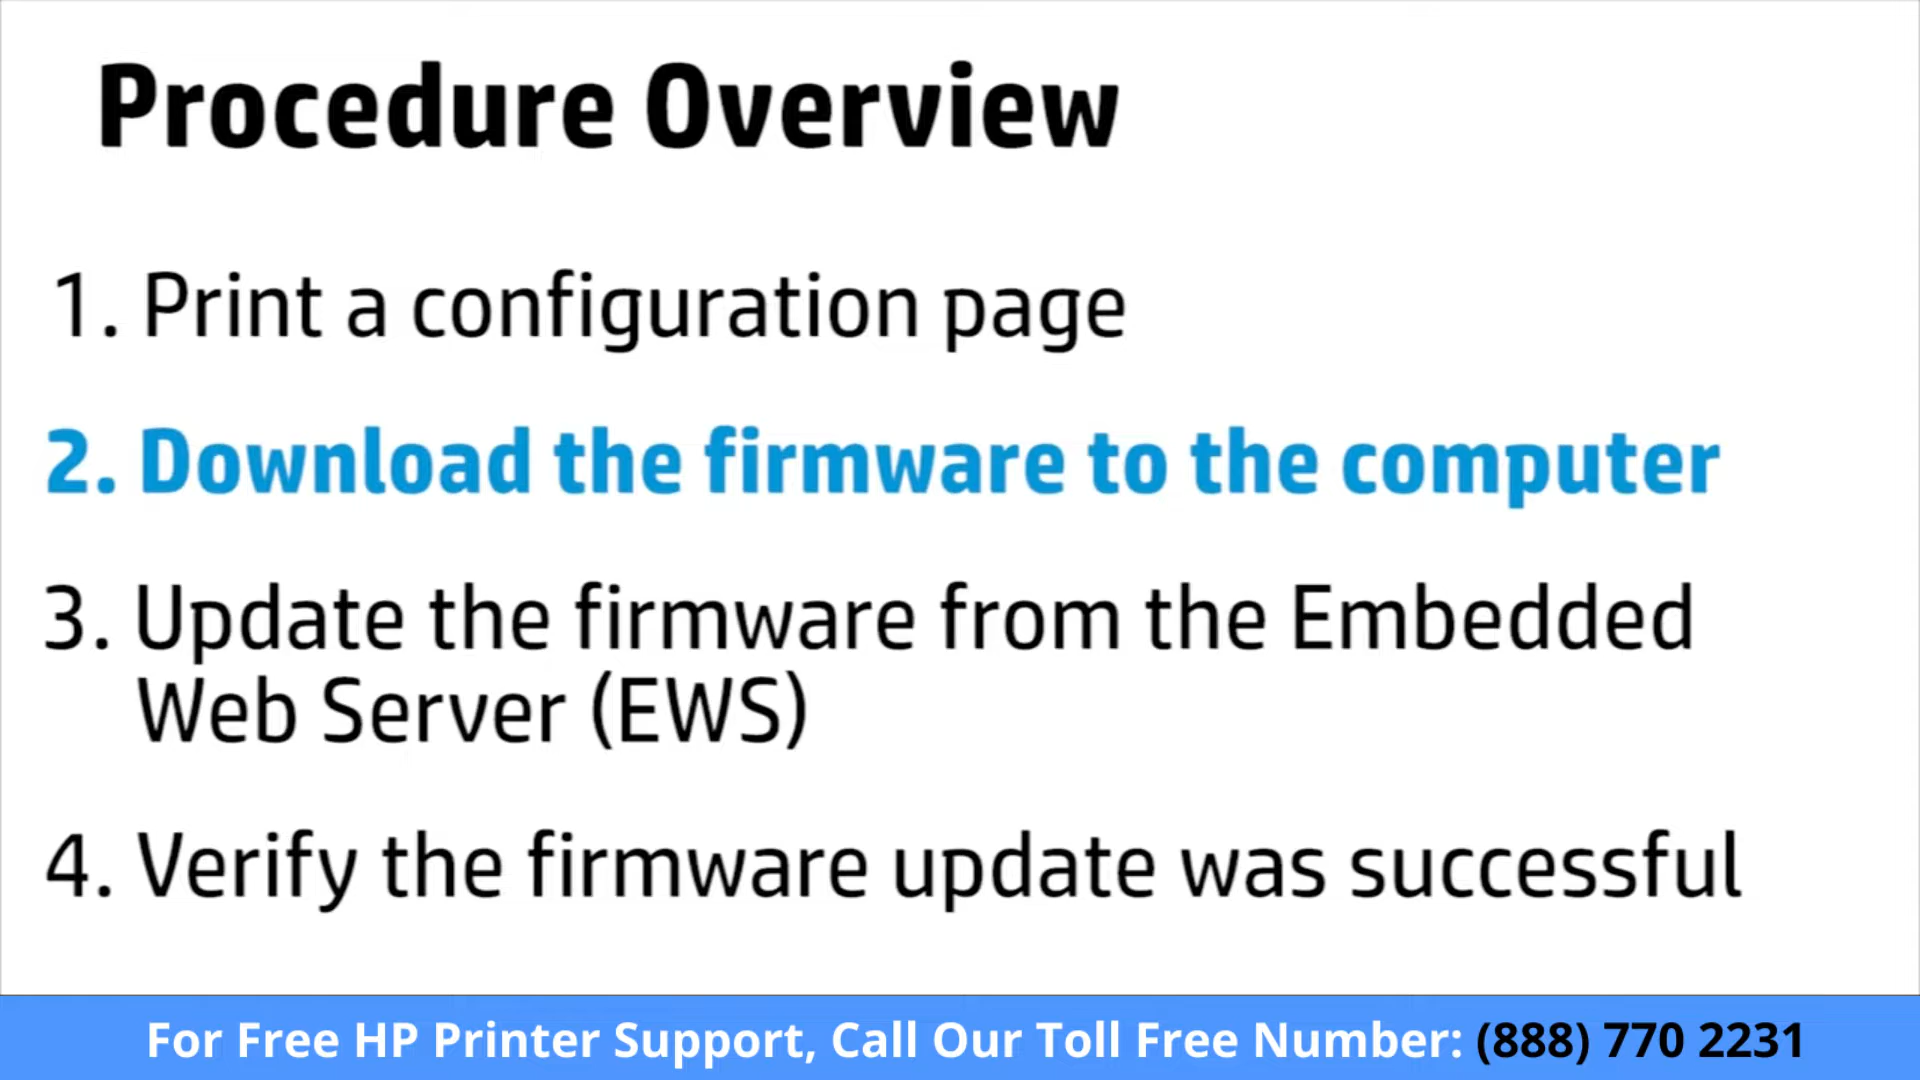 Procedure Overview
1. Print a configuration page
2. Download the firmware to the computer
3. Update the firmware from the Embedded
Web Server (EWS)
4. Verify the firmware update was successful
For Free HP Printer Support, Call Our Toll Free Number: (888) 770 2231